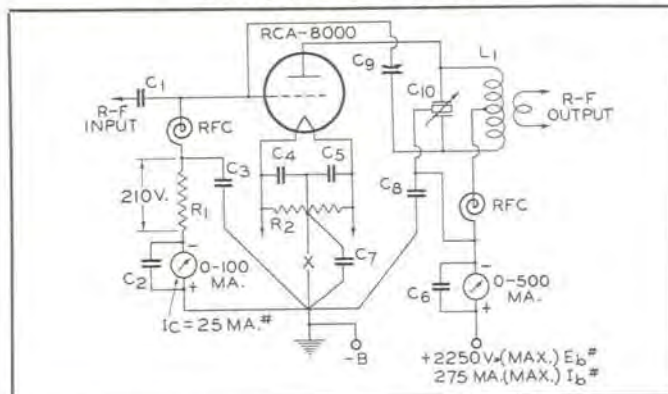 RCA-8000
C1
R-F
INPUT
RFC
210V.
R1
C2
0-100
MA.
IC = 25 MA.#
C3
C4
C5
R2
X
C7
-B
C9
C10
L1
R-F
OUTPUT
C8
RFC
C6
0-500
MA.
+2250 V. (MAX.) Eb#
275 MA.(MAX.) Ib#